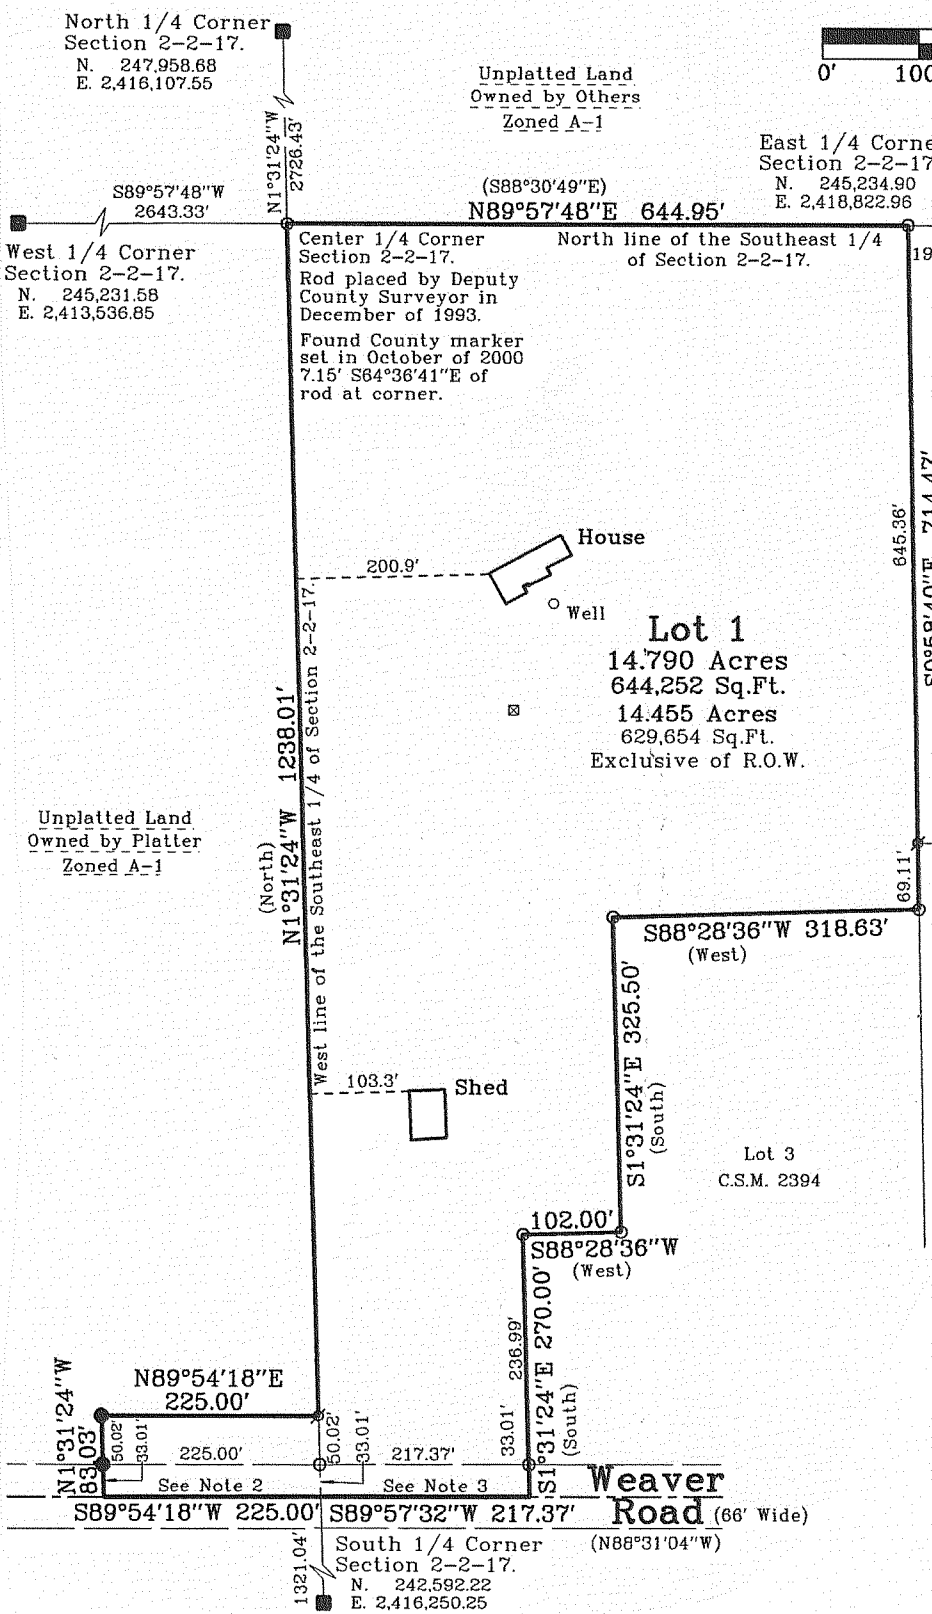 North 1/4 Corner
Section 2-2-17.
N. 247,958.68
E. 2,416,107.55
Unplatted Land
Owned by Others
Zoned A-1
0' 100
East 1/4 Corne
Section 2-2-17
N. 245,234.90
E. 2,418,822.96
N1°31'24"W
2726.43'
S89°57'48"W
2643.33'
(S88°30'49"E)
N89°57'48"E 644.95'
West 1/4 Corner
Section 2-2-17.
N. 245,231.58
E. 2,413,536.85
Center 1/4 Corner
Section 2-2-17.
Rod placed by Deputy
County Surveyor in
December of 1993.
Found County marker
set in October of 2000
7.15' S64°36'41"E of
rod at corner.
North line of the Southeast 1/4
of Section 2-2-17.
19
645.36'
S0°58'40"E 714.47'
House
200.9'
Well
Lot 1
14.790 Acres
644,252 Sq.Ft.
14.455 Acres
629,654 Sq.Ft.
Exclusive of R.O.W.
(North)
N1°31'24"W 1238.01'
West line of the Southeast 1/4 of Section 2-2-17.
Unplatted Land
Owned by Platter
Zoned A-1
69.11'
S88°28'36"W 318.63'
(West)
S1°31'24"E 325.50'
(South)
103.3'
Shed
Lot 3
C.S.M. 2394
102.00'
S88°28'36"W
(West)
236.99'
33.01'
S1°31'24"E 270.00'
(South)
N89°54'18"E
225.00'
N1°31'24"W
83.03'
50.02'
33.01'
225.00'
50.02'
33.01'
217.37'
See Note 2
See Note 3
Weaver
Road (66' Wide)
S89°54'18"W 225.00'
S89°57'32"W 217.37'
(N88°31'04"W)
1321.04'
South 1/4 Corner
Section 2-2-17.
N. 242,592.22
E. 2,416,250.25